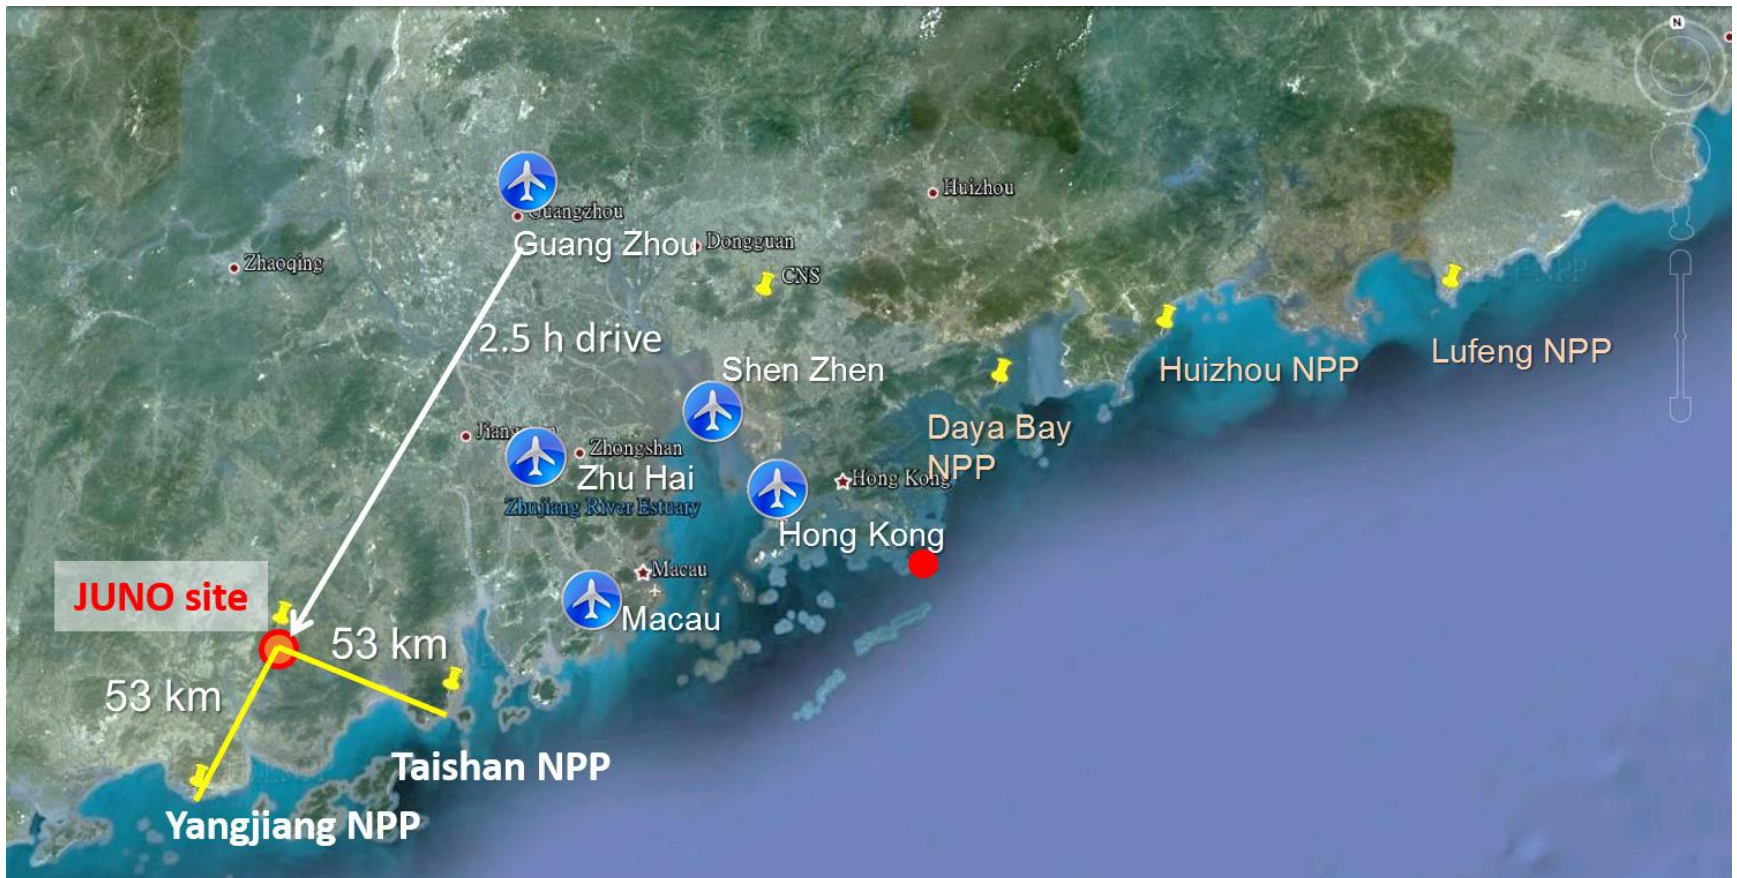 N
Huizhou
Guangzhou
Guang Zhou
Dongguan
Zhaoqing
CNS
2.5 h drive
Shen Zhen
Huizhou NPP
Lufeng NPP
Daya Bay
NPP
Zhongshan
Zhu Hai
Hong Kong
Zhujiang River Estuary
Hong Kong
JUNO site
Macau
Macau
53 km
53 km
Taishan NPP
Yangjiang NPP